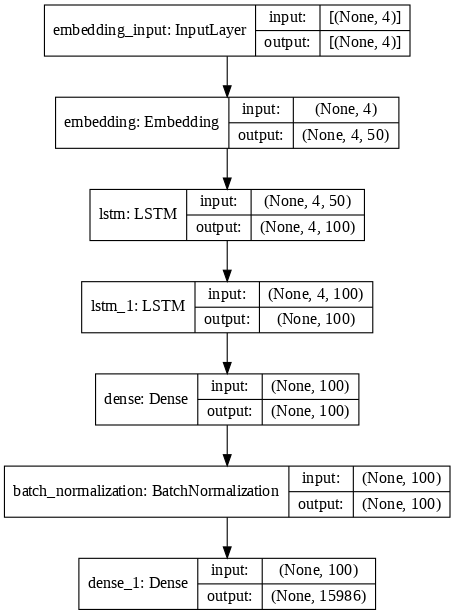 embedding_input: InputLayer
input: [(None, 4)]
output: [(None, 4)]
embedding: Embedding
input: (None, 4)
output: (None, 4, 50)
lstm: LSTM
input: (None, 4, 50)
output: (None, 4, 100)
lstm_1: LSTM
input: (None, 4, 100)
output: (None, 100)
dense: Dense
input: (None, 100)
output: (None, 100)
batch_normalization: BatchNormalization
input: (None, 100)
output: (None, 100)
dense_1: Dense
input: (None, 100)
output: (None, 15986)